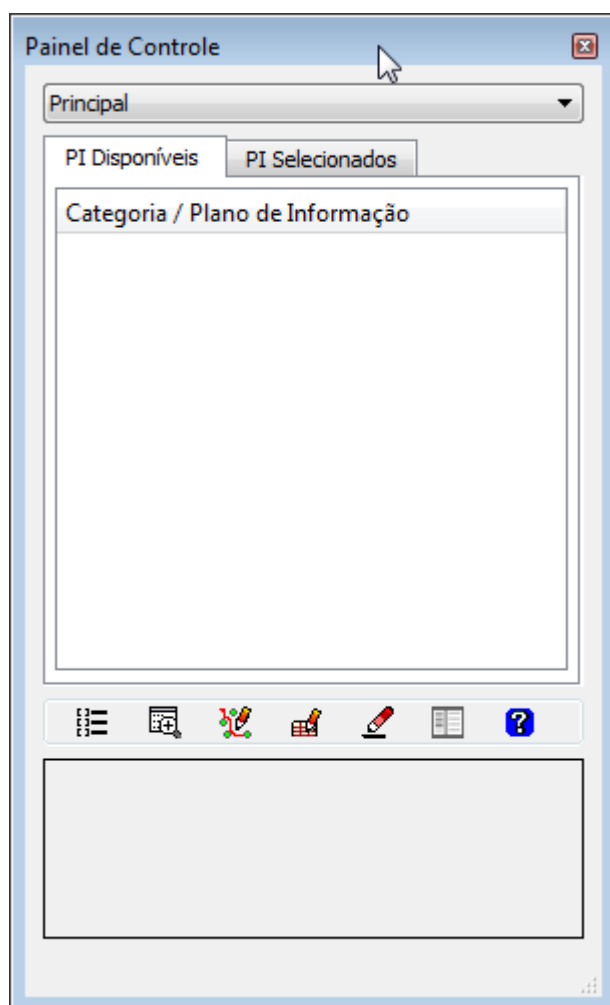 Painel de Controle
Principal
PI Disponíveis
PI Selecionados
Categoria / Plano de Informação